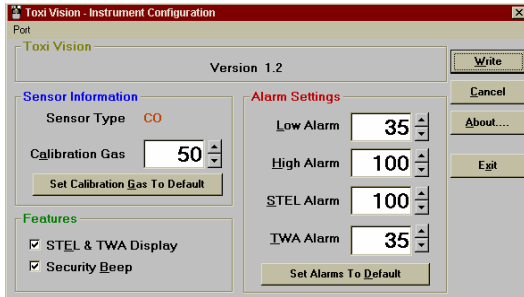 Toxi Vision - Instrument Configuration
Port
Toxi Vision
Version 1.2
Write
Cancel
About....
Exit
Sensor Information
Sensor Type CO
Calibration Gas 50
Set Calibration Gas To Default
Features
STEL & TWA Display
Security Beep
Alarm Settings
Low Alarm 35
High Alarm 100
STEL Alarm 100
TWA Alarm 35
Set Alarms To Default